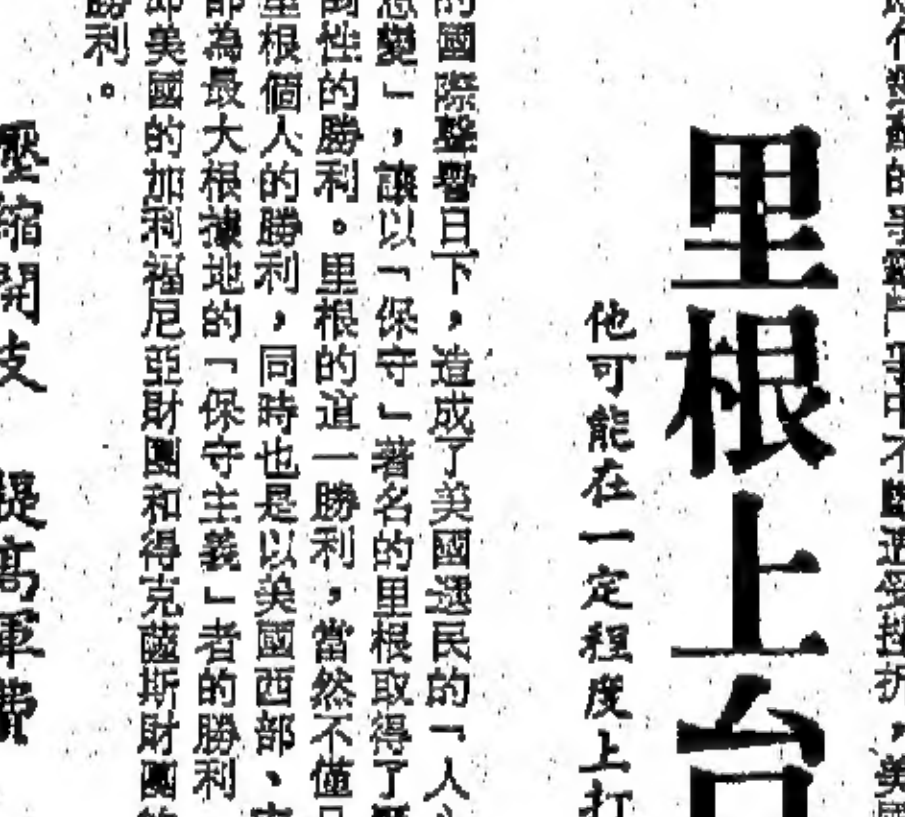 里根上台
他可能在一定程度上打
的國際聲譽日下，造成了美國選民的「人
變」，讓以「保守」著名的里根取得了
性的勝利。里根的這一勝利，當然不僅
里根個人的勝利，同時也是以美國西部、
部為最大根據地的「保守主義」者的勝利
即美國的加利福尼亞財團和得克薩斯財團
勝利。
壓縮開支 提高軍費